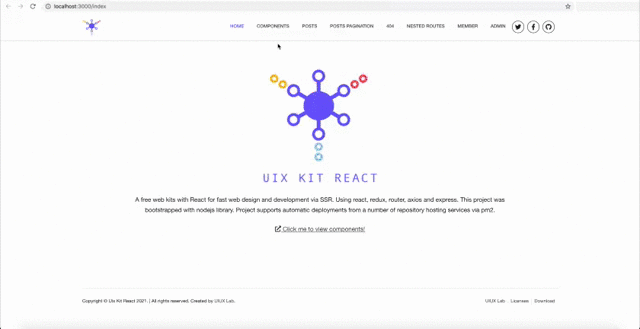 localhost:3000/index
HOME COMPONENTS POSTS POSTS PAGINATION 404 NESTED ROUTES MEMBER ADMIN
UIX KIT REACT
A free web kits with React for fast web design and development via SSR. Using react, redux, router, axios and express. This project was
bootstrapped with nodejs library. Project supports automatic deployments from a number of repository hosting services via pm2.
Click me to view components!
Copyright © Uix Kit React 2021. | All rights reserved. Created by UIUX Lab. UIUX Lab Licenses Download